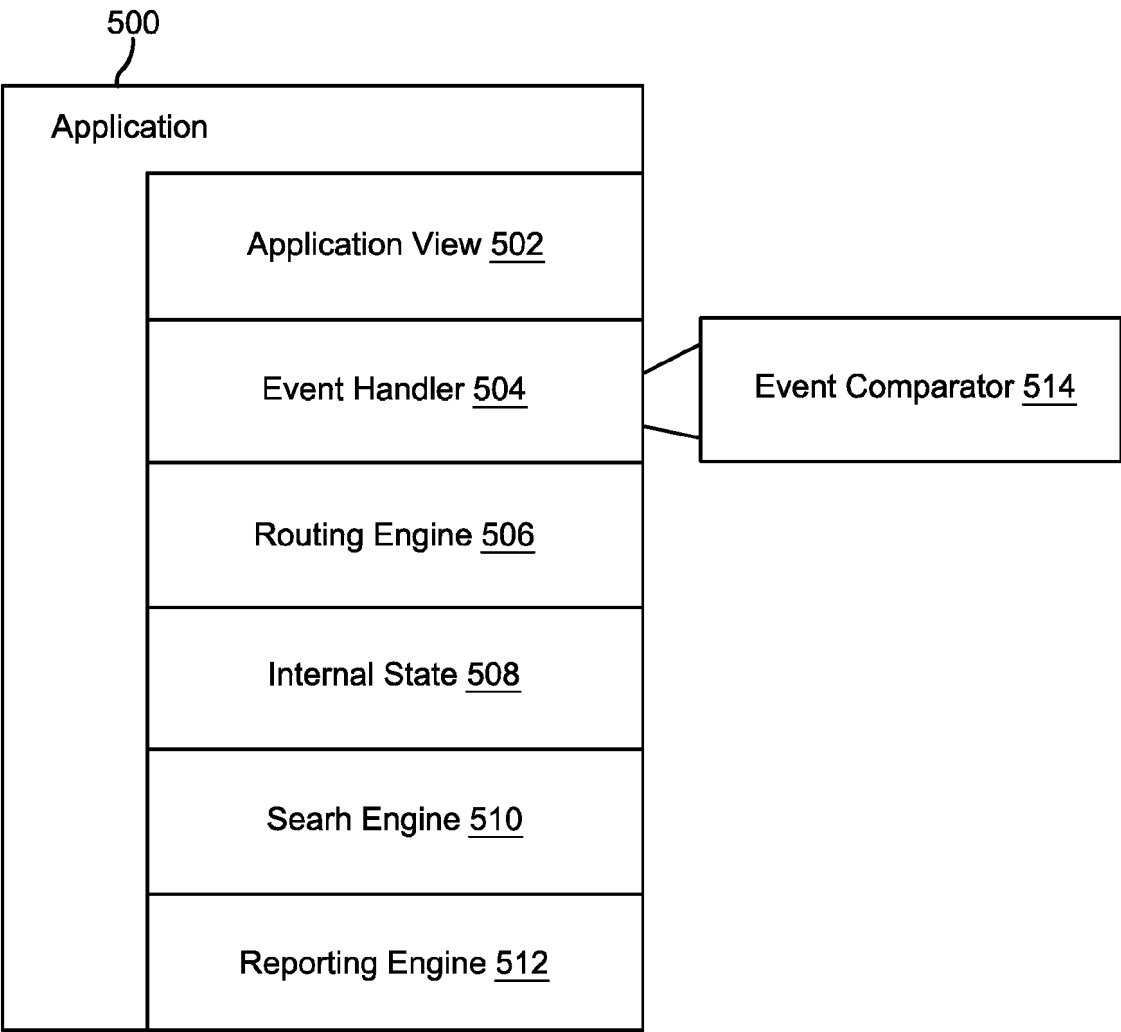 500
Application
Application View 502
Event Handler 504
Event Comparator 514
Routing Engine 506
Internal State 508
Searh Engine 510
Reporting Engine 512